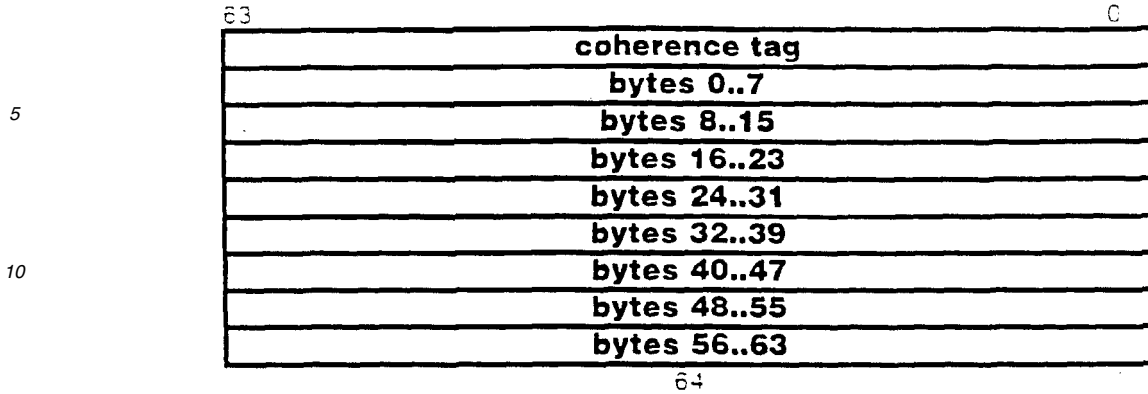 63 0
coherence tag
bytes 0..7
5
bytes 8..15
bytes 16..23
bytes 24..31
bytes 32..39
10
bytes 40..47
bytes 48..55
bytes 56..63
64